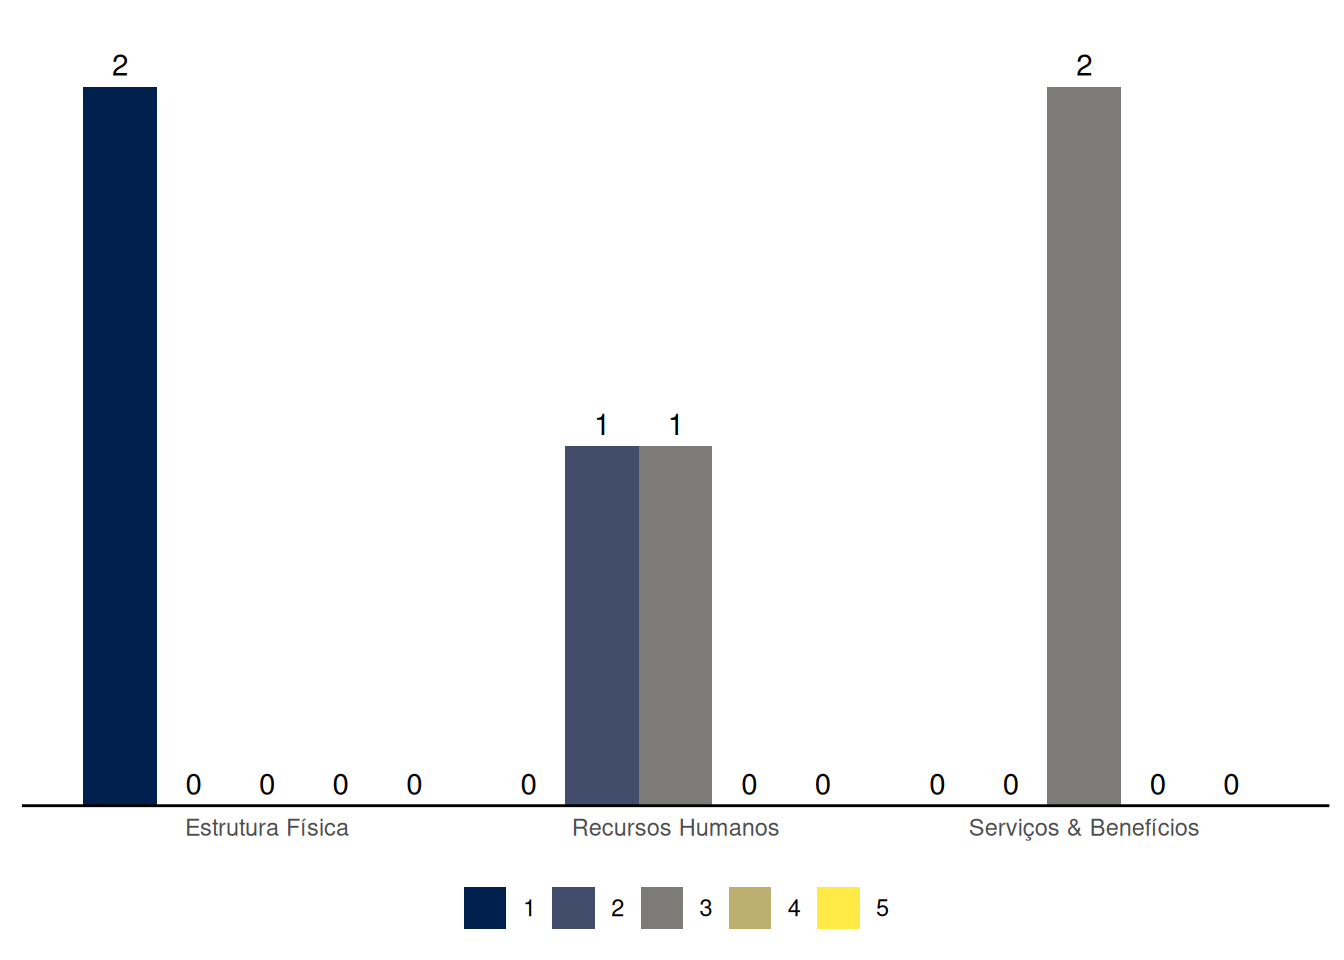 2 2
1 1
0 0 0 0 0 0 0 0 0 0 0
Estrutura Física Recursos Humanos Serviços & Benefícios
1 2 3 4 5